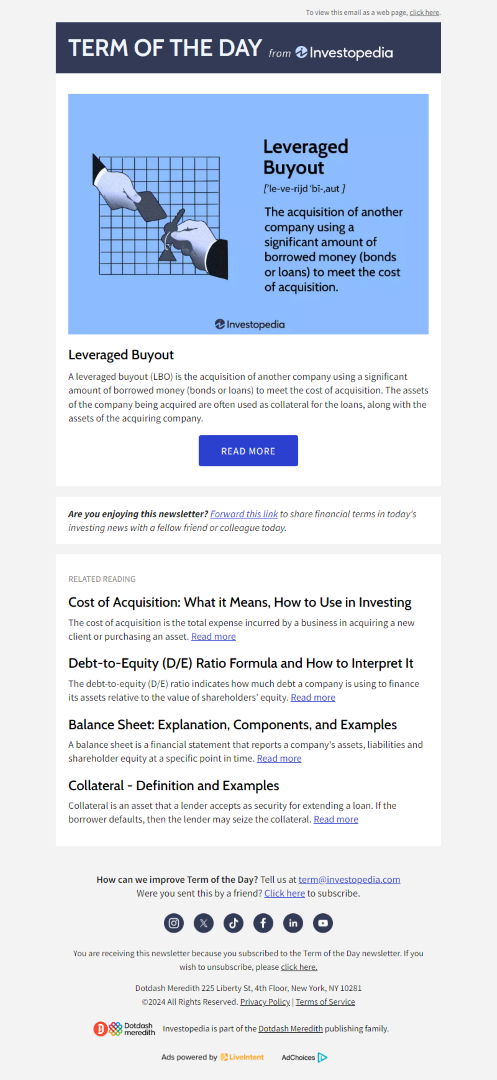 To view this email as a web page, click here.
TERM OF THE DAY from Investopedia
Leveraged
Buyout
['le-ve-rijd 'bī-,aut ]
The acquisition of another
company using a
significant amount of
borrowed money (bonds
or loans) to meet the cost
of acquisition.
Investopedia
Leveraged Buyout
A leveraged buyout (LBO) is the acquisition of another company using a significant
amount of borrowed money (bonds or loans) to meet the cost of acquisition. The assets
of the company being acquired are often used as collateral for the loans, along with the
assets of the acquiring company.
READ MORE
Are you enjoying this newsletter? Forward this link to share financial terms in today's
investing news with a fellow friend or colleague today.
RELATED READING
Cost of Acquisition: What it Means, How to Use in Investing
The cost of acquisition is the total expense incurred by a business in acquiring a new
client or purchasing an asset. Read more
Debt-to-Equity (D/E) Ratio Formula and How to Interpret It
The debt-to-equity (D/E) ratio indicates how much debt a company is using to finance
its assets relative to the value of shareholders' equity. Read more
Balance Sheet: Explanation, Components, and Examples
A balance sheet is a financial statement that reports a company's assets, liabilities and
shareholder equity at a specific point in time. Read more
Collateral - Definition and Examples
Collateral is an asset that a lender accepts as security for extending a loan. If the
borrower defaults, then the lender may seize the collateral. Read more
How can we improve Term of the Day? Tell us at term@investopedia.com
Were you sent this by a friend? Click here to subscribe.
You are receiving this newsletter because you subscribed to the Term of the Day newsletter. If you
wish to unsubscribe, please click here.
Dotdash Meredith 225 Liberty St, 4th Floor, New York, NY 10281
©2024 All Rights Reserved. Privacy Policy | Terms of Service
Dotdash
meredith
Investopedia is part of the Dotdash Meredith publishing family.
Ads powered by LiveIntent AdChoices